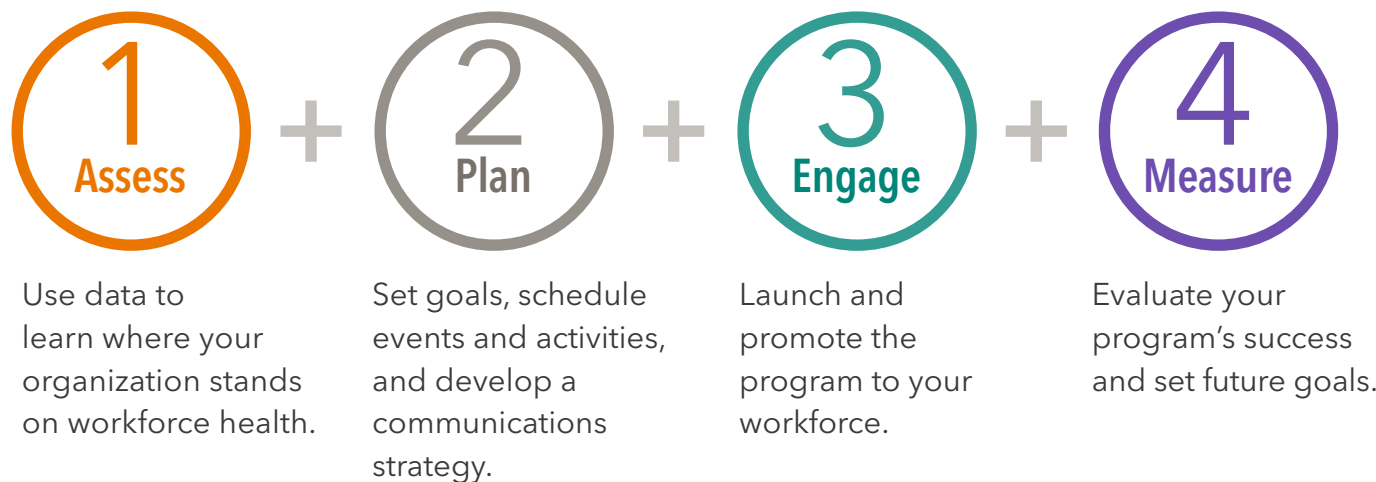 1
Assess
Use data to
learn where your
organization stands
on workforce health.
+
2
Plan
Set goals, schedule
events and activities,
and develop a
communications
strategy.
+
3
Engage
Launch and
promote the
program to your
workforce.
+
4
Measure
Evaluate your
program’s success
and set future goals.